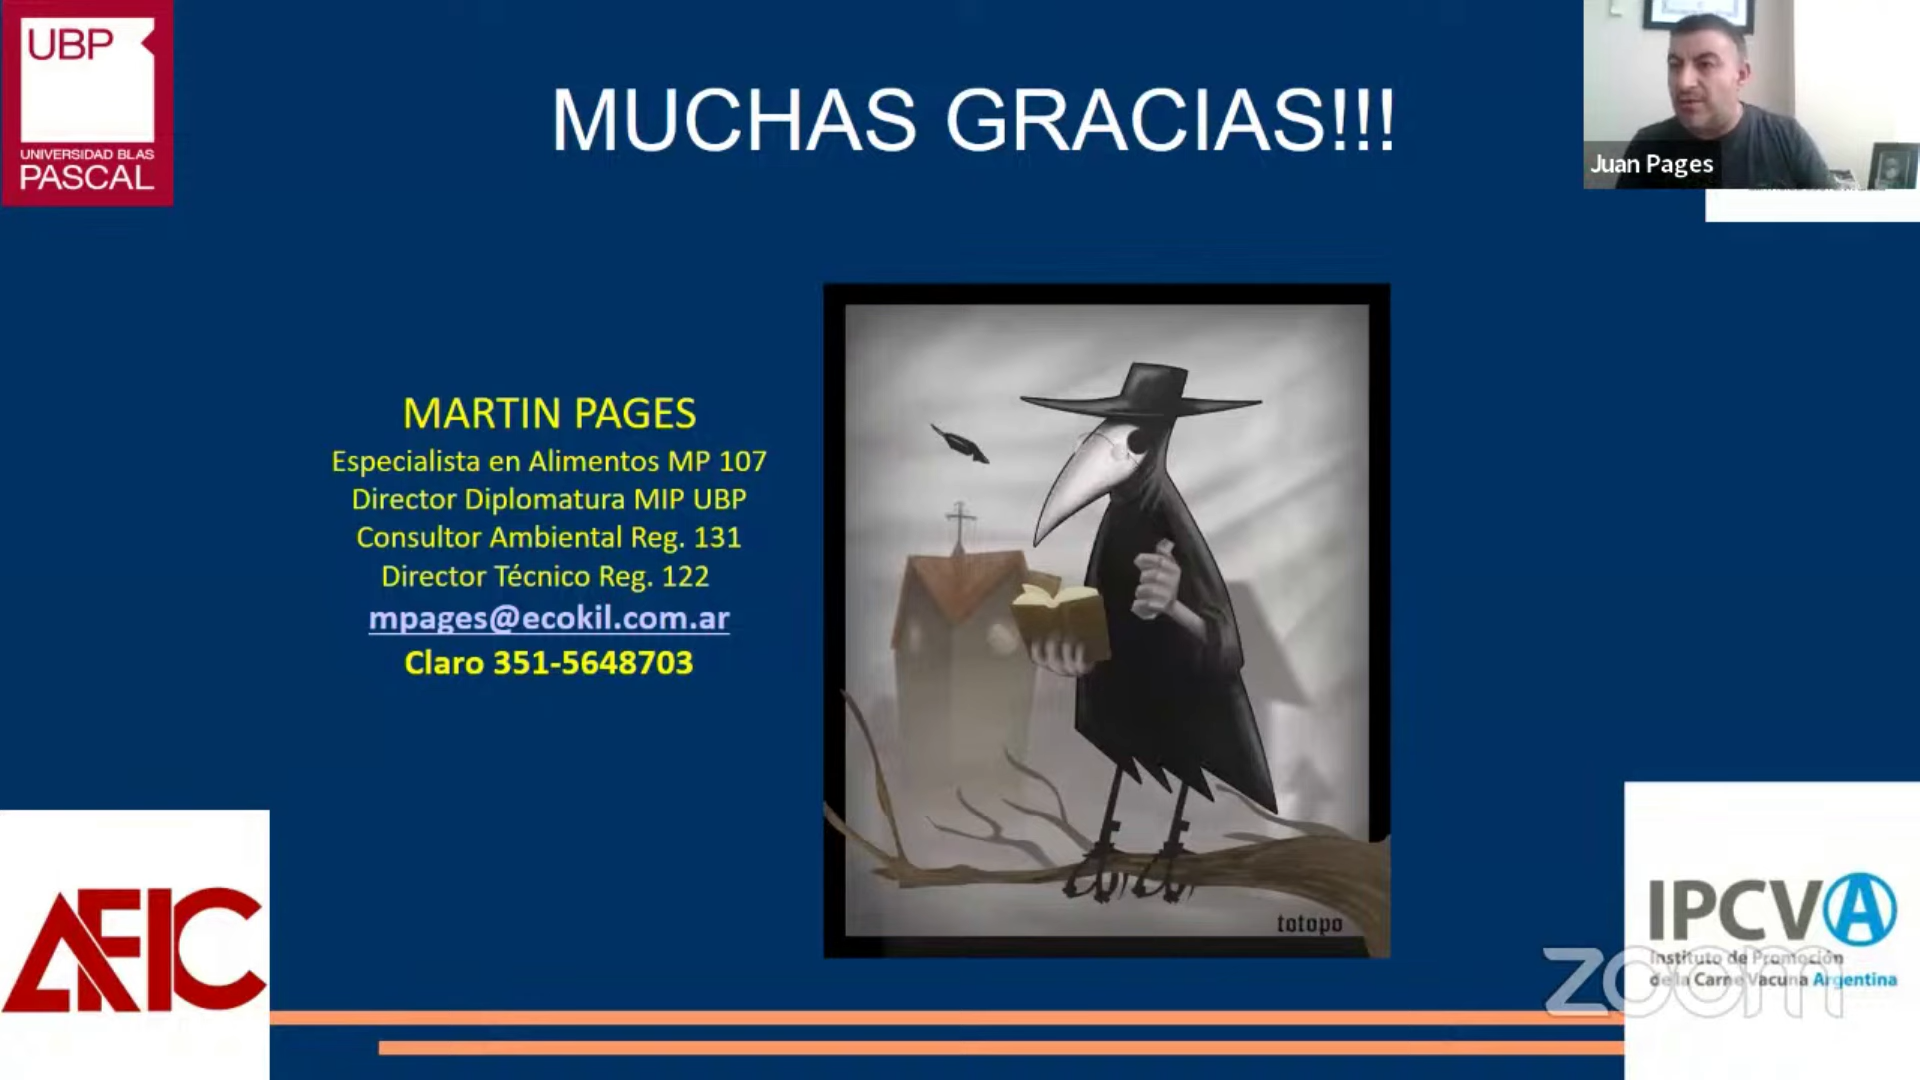 UBP
UNIVERSIDAD BLAS
PASCAL
MUCHAS GRACIAS!!!
Juan Pages
MARTIN PAGES
Especialista en Alimentos MP 107
Director Diplomatura MIP UBP
Consultor Ambiental Reg. 131
Director Técnico Reg. 122
mpages@ecokil.com.ar
Claro 351-5648703
totopo
AFIC
IPCVA
Instituto de Promoción
de la Carne Vacuna Argentina
zoom